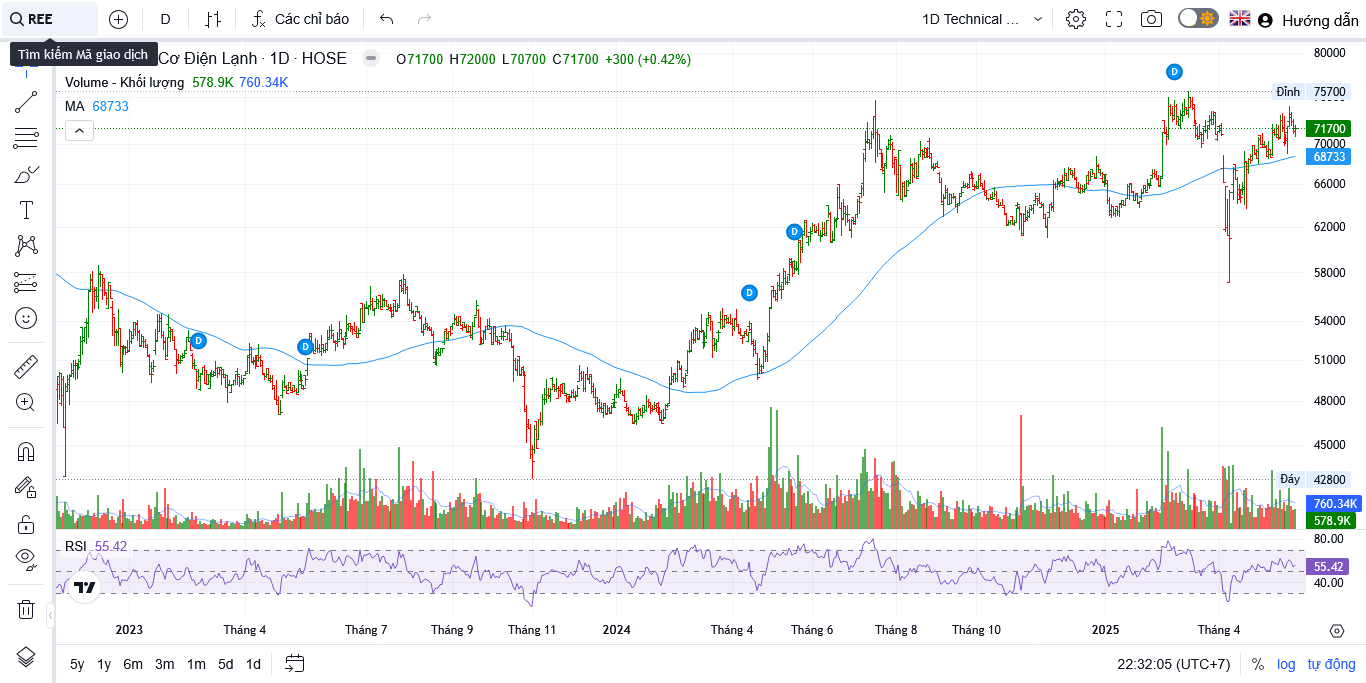 REE
D
Các chỉ báo
1D Technical ...
Hướng dẫn
Tìm kiếm Mã giao dịch
Cơ Điện Lạnh · 1D · HOSE
O71700 H72000 L70700 C71700 +300 (+0.42%)
Volume - Khối lượng 578.9K 760.34K
MA 68733
D
D
D
D
D
80000
Đỉnh 75700
71700
70000
68733
66000
62000
58000
54000
51000
48000
45000
Đáy 42800
760.34K
578.9K
RSI 55.42
80.00
55.42
40.00
2023 Tháng 4 Tháng 7 Tháng 9 Tháng 11 2024 Tháng 4 Tháng 6 Tháng 8 Tháng 10 2025 Tháng 4
5y 1y 6m 3m 1m 5d 1d
22:32:05 (UTC+7) % log tự động